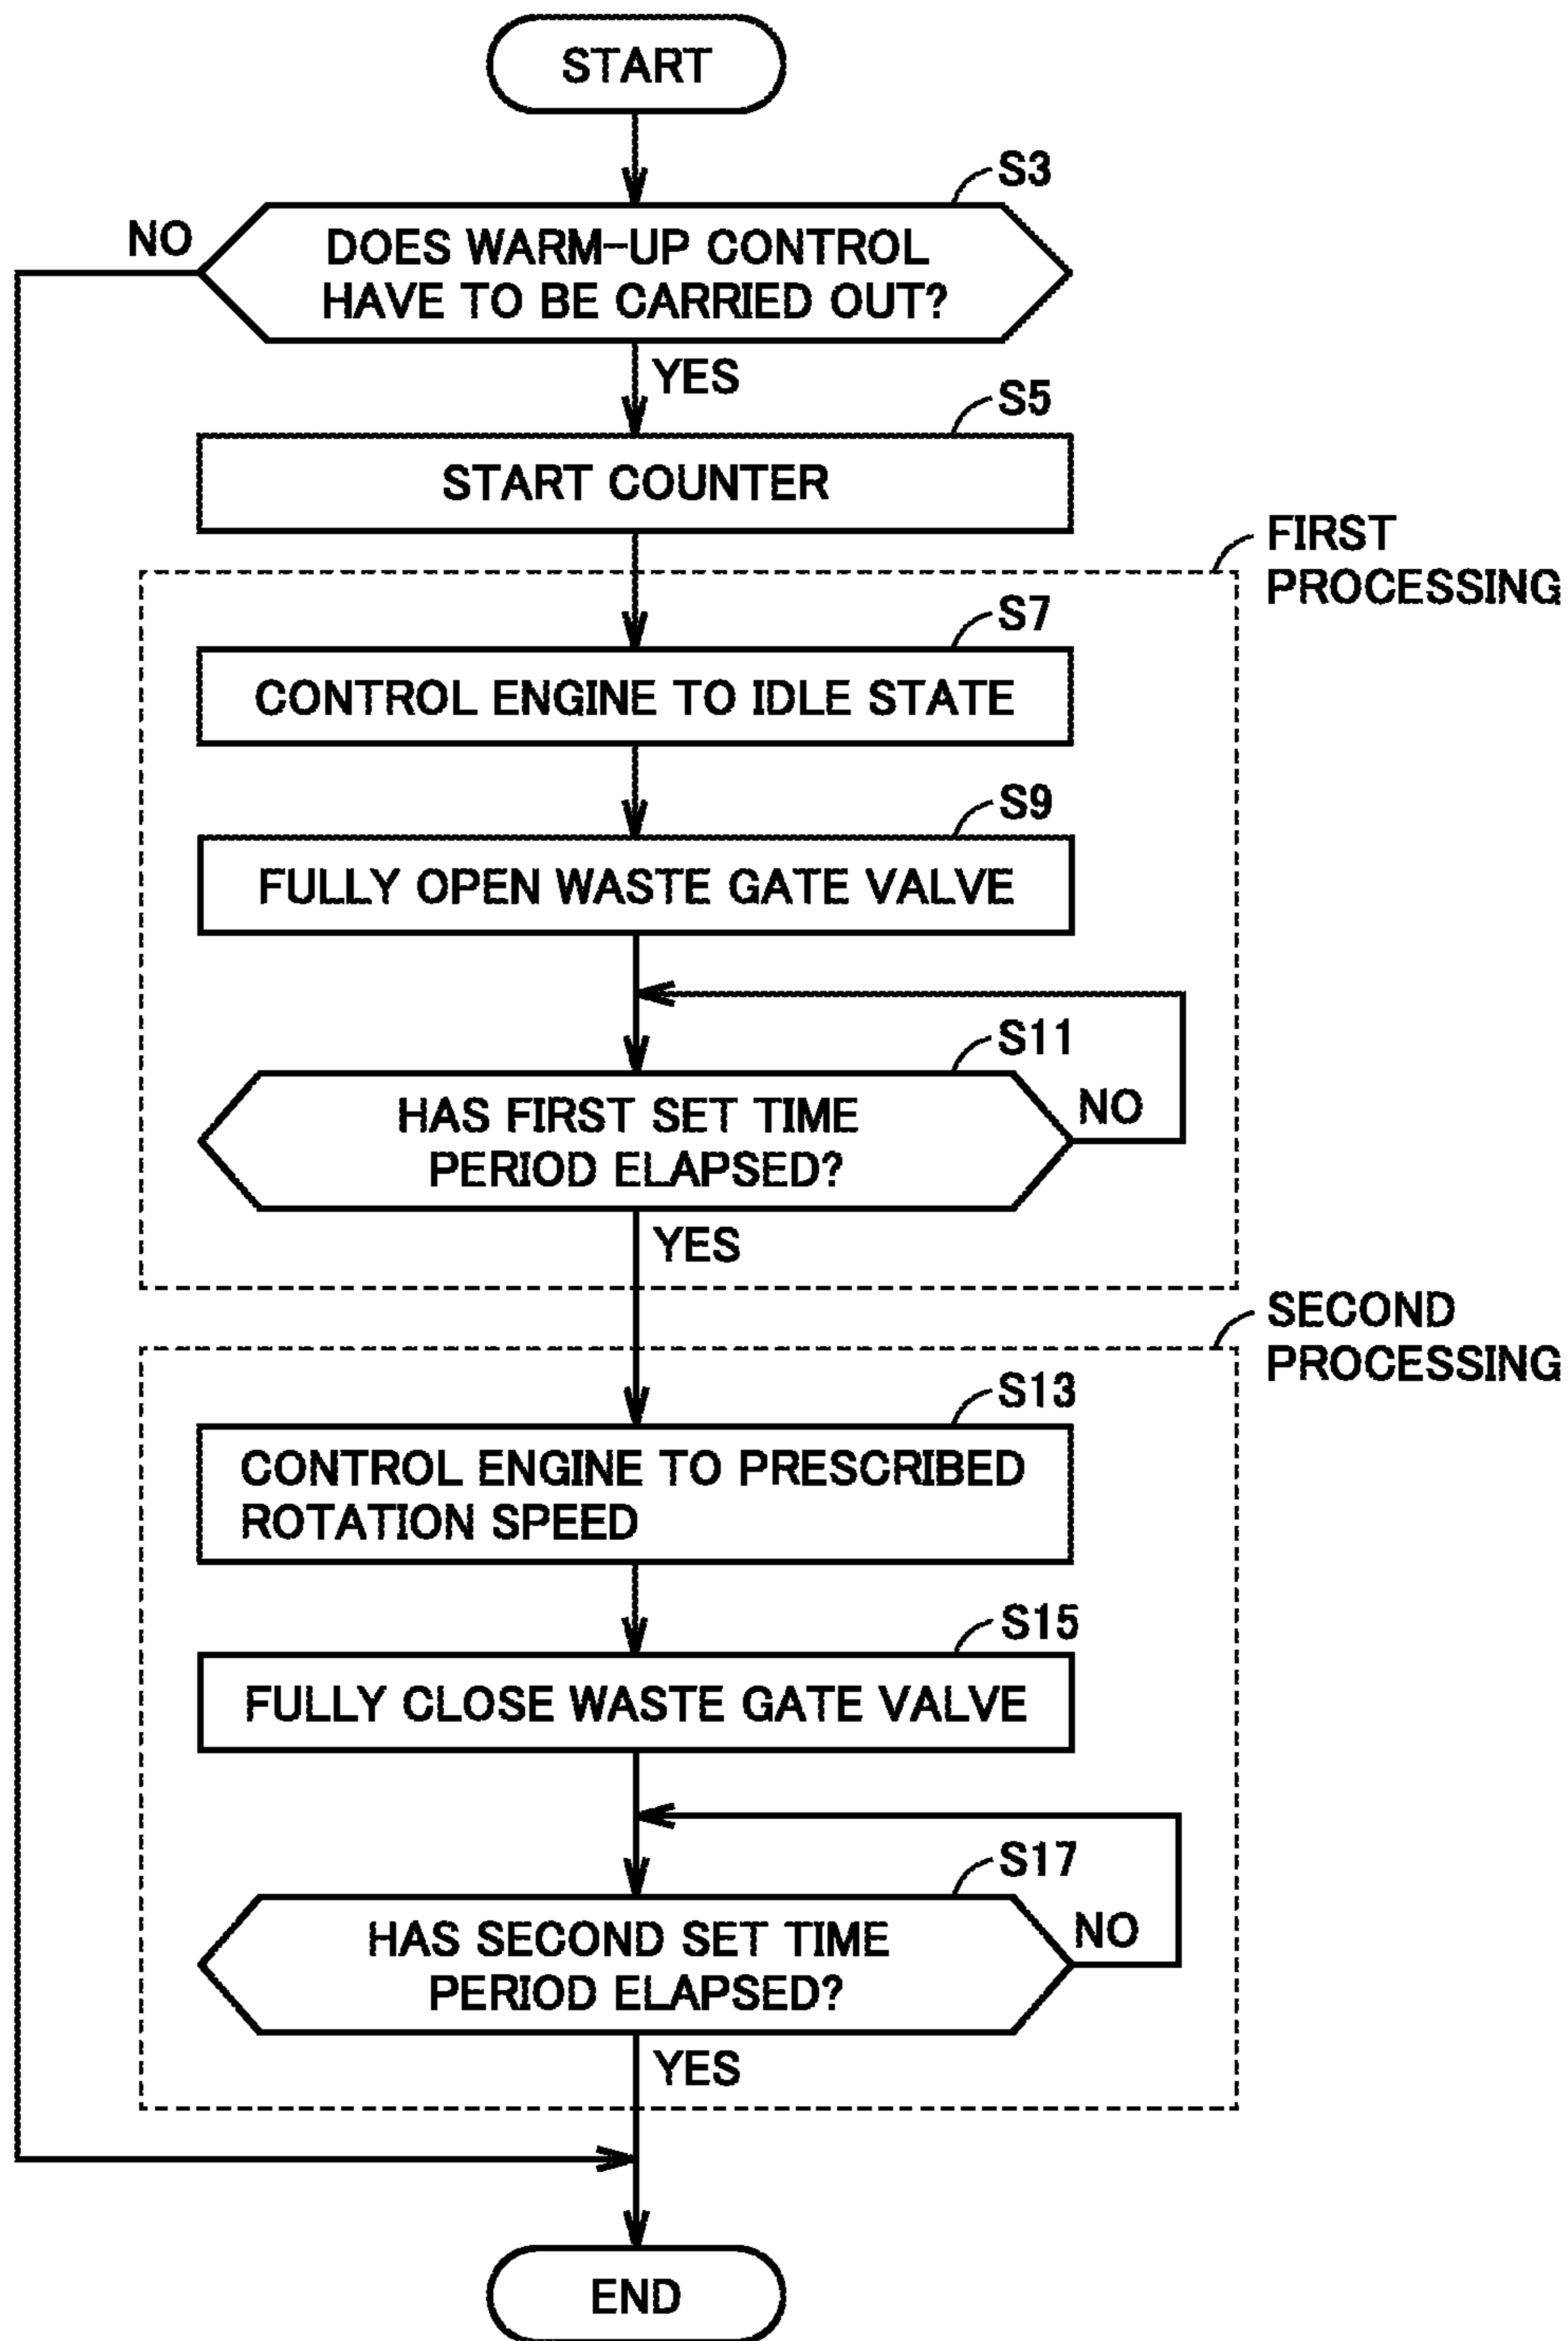 START
S3
NO
DOES WARM-UP CONTROL
HAVE TO BE CARRIED OUT?
YES
S5
START COUNTER
FIRST
PROCESSING
S7
CONTROL ENGINE TO IDLE STATE
S9
FULLY OPEN WASTE GATE VALVE
S11
HAS FIRST SET TIME
PERIOD ELAPSED?
NO
YES
SECOND
PROCESSING
S13
CONTROL ENGINE TO PRESCRIBED
ROTATION SPEED
S15
FULLY CLOSE WASTE GATE VALVE
S17
HAS SECOND SET TIME
PERIOD ELAPSED?
NO
YES
END